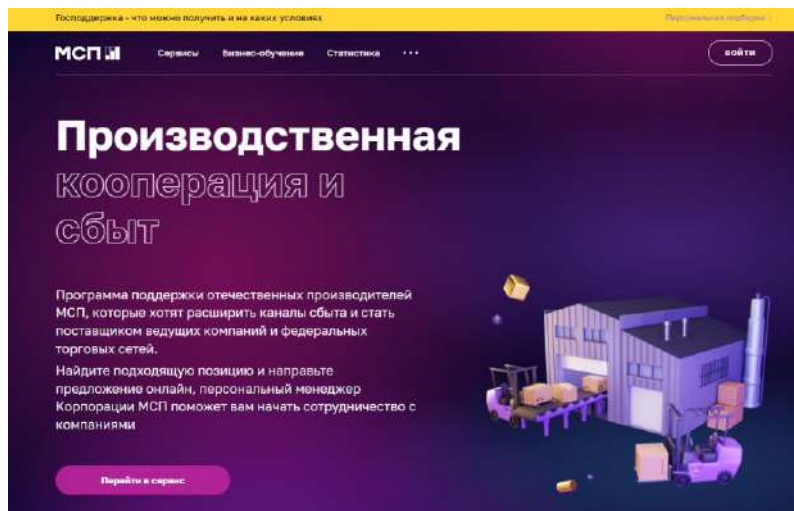 Господдержка - что можно получить и на каких условиях
Персональная подборка
МСП Сервисы Бизнес-обучение Статистика ··· ВОЙТИ
Производственная
кооперация и
сбыт
Программа поддержки отечественных производителей
МСП, которые хотят расширить каналы сбыта и стать
поставщиком ведущих компаний и федеральных
торговых сетей.
Найдите подходящую позицию и направьте
предложение онлайн, персональный менеджер
Корпорации МСП поможет вам начать сотрудничество с
компаниями
Перейти в сервис